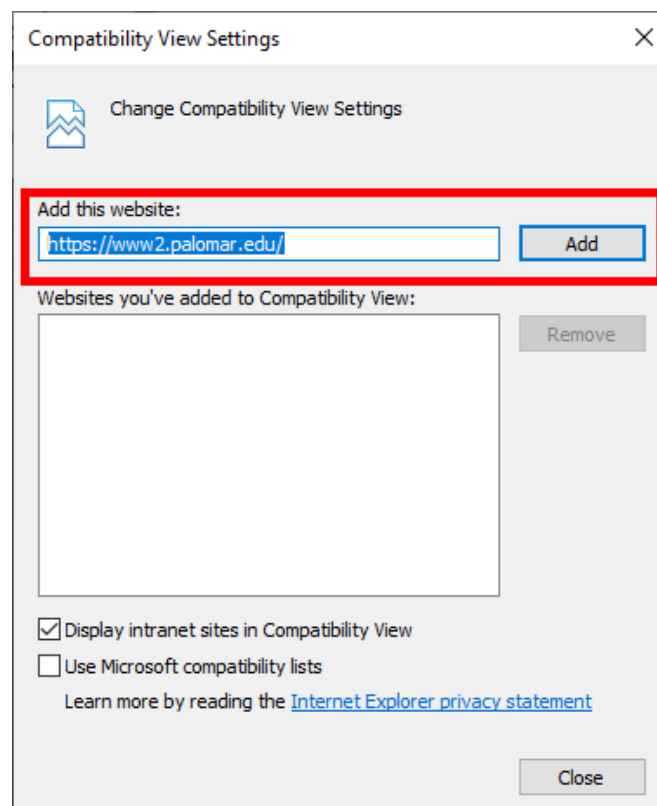 Compatibility View Settings
Change Compatibility View Settings
Add this website:
https://www2.palomar.edu/
Add
Websites you've added to Compatibility View:
Remove
Display intranet sites in Compatibility View
Use Microsoft compatibility lists
Learn more by reading the Internet Explorer privacy statement
Close